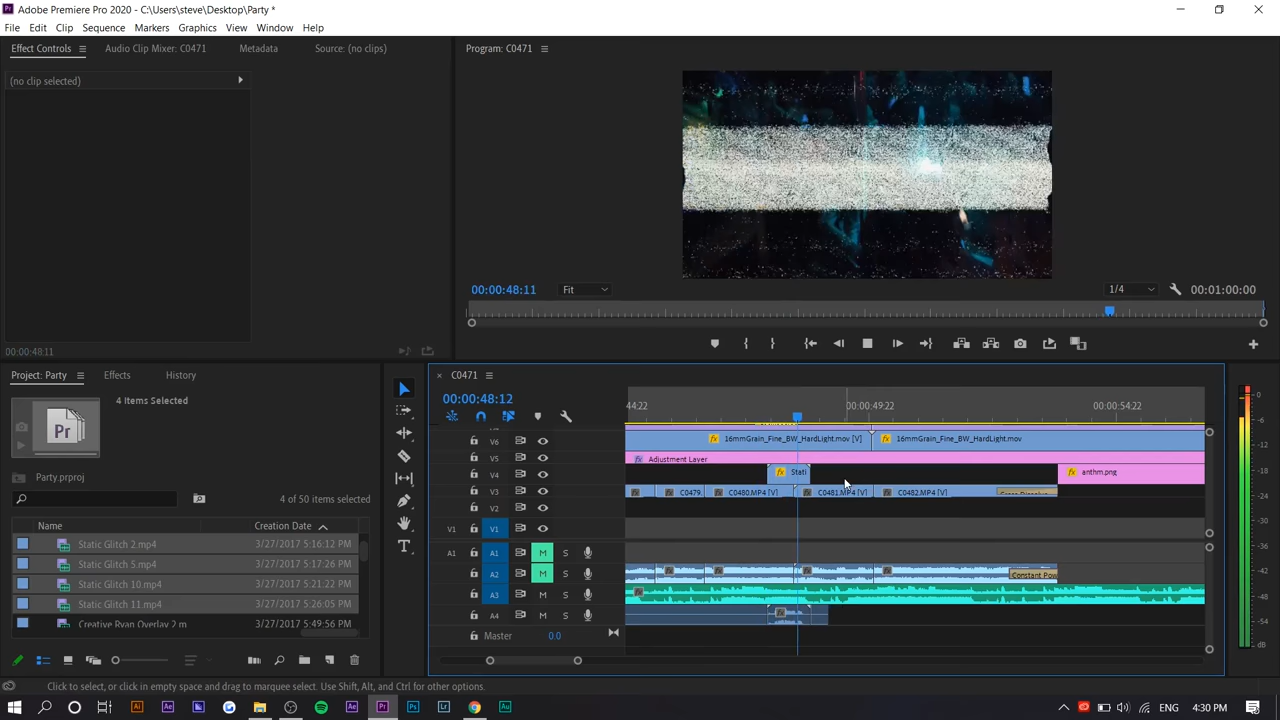 Adobe Premiere Pro 2020 - C:\Users\steve\Desktop\Party *
File Edit Clip Sequence Markers Graphics View Window Help
Effect Controls Audio Clip Mixer: C0471 Metadata Source: (no clips)
Program: C0471
(no clip selected)
00:00:48:11 Fit 1/4 00:01:00:00
00:00:48:11
Project: Party Effects History
C0471
4 Items Selected
00:00:48:12
44:22 00:00:49:22 00:00:54:22
V6 16mmGrain_Fine_BW_HardLight.mov [V] 16mmGrain_Fine_BW_HardLight.mov
V5 Adjustment Layer
V4 Stati anthm.png
Party.prproj
V3 C0479. C0480.MP4 [V] C0481.MP4 [V] C0482.MP4 [V]
4 of 50 items selected
V2
Name Creation Date
V1 V1
Static Glitch 2.mp4 3/27/2017 5:16:12 PM
A1 A1 M S
Static Glitch 5.mp4 3/27/2017 5:17:26 PM
A2 M S Constant Pow
Static Glitch 10.mp4 3/27/2017 5:21:22 PM
A3 M S
Static Glitch 11.mp4 3/27/2017 5:26:05 PM
A4 M S
Creative Ryan Overlay 2.m 3/27/2017 5:49:56 PM
Master 0.0
Click to select, or click in empty space and drag to marquee select. Use Shift, Alt, and Ctrl for other options.
ENG 4:30 PM